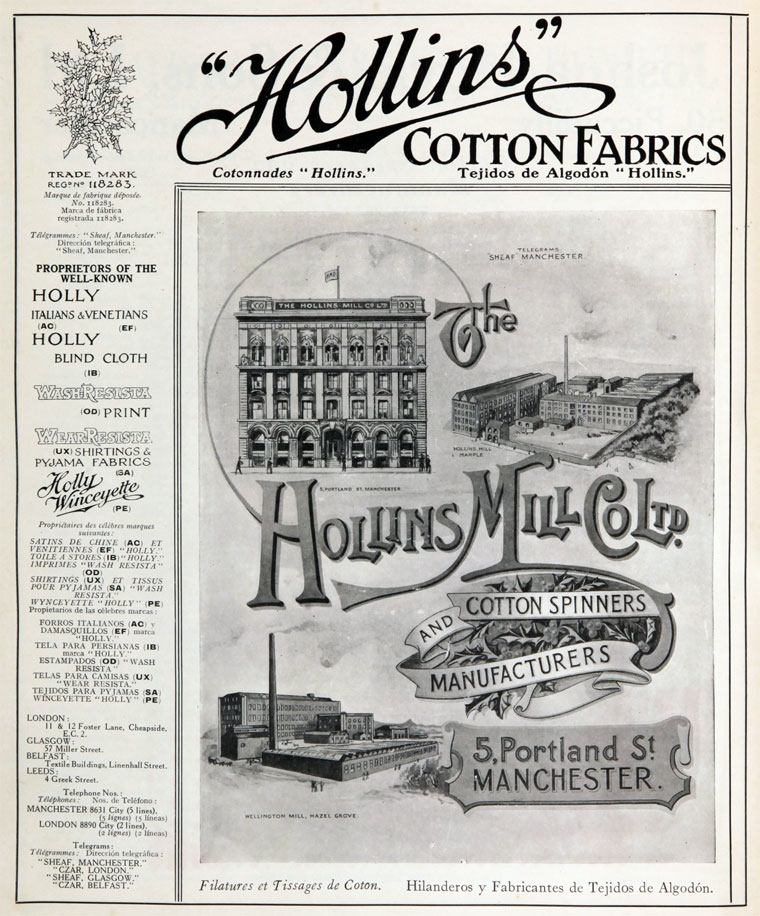 "Hollins"
COTTON FABRICS
Cotonnades "Hollins."
Tejidos de Algodón "Hollins."
TRADE MARK
REGD NO 118283.
Marque de fabrique déposée.
No. 118283.
Marca de fábrica
registrada 118283.
Télégrammes: "Sheaf, Manchester."
Dirección telegráfica:
"Sheaf, Manchester."
PROPRIETORS OF THE
WELL-KNOWN
HOLLY
ITALIANS & VENETIANS
(AC) (EF)
HOLLY
BLIND CLOTH
(IB)
WASHRESISTA
(OD) PRINT
WEARRESISTA
(UX) SHIRTINGS &
PYJAMA FABRICS
(SA)
Holly
Winceyette
(PE)
Propriétaires des célèbres marques
suivantes:
SATINS DE CHINE (AC) ET
VENITIENNES (EF) "HOLLY."
TOILE A STORES (IB) "HOLLY."
IMPRIMES "WASH RESISTA"
(OD)
SHIRTINGS (UX) ET TISSUS
POUR PYJAMAS (SA) "WASH
RESISTA."
WYNCEYETTE "HOLLY" (PE)
Propietarios de las célebres marcas:
FORROS ITALIANOS (AC) y
DAMASQUILLOS (EF) marca
"HOLLY."
TELA PARA PERSIANAS (IB)
marca "HOLLY."
ESTAMPADOS (OD) "WASH
RESISTA"
TELAS PARA CAMISAS (UX)
"WEAR RESISTA."
TEJIDOS PARA PYJAMAS (SA)
WINCEYETTE "HOLLY" (PE)
LONDON:
11 & 12 Foster Lane, Cheapside,
E.C. 2.
GLASGOW:
57 Miller Street.
BELFAST:
Textile Buildings, Linenhall Street.
LEEDS:
4 Greek Street.
Telephone Nos.:
Téléphones: Nos. de Teléfono:
MANCHESTER 8631 City (5 lines).
(5 lignes) (5 líneas)
LONDON 8890 City (2 lines).
(2 lignes) (2 líneas)
Telegrams:
Télégrammes: Dirección telegráfica:
"SHEAF, MANCHESTER."
"CZAR, LONDON."
"SHEAF, GLASGOW."
"CZAR, BELFAST."
TELEGRAMS.
"SHEAF" MANCHESTER.
HMC
THE HOLLINS MILL CO LTD
The
HOLLINS MILL
MARPLE
5, PORTLAND ST, MANCHESTER
HOLLINS MILL CO LTD.
COTTON SPINNERS
AND
MANUFACTURERS
5, Portland St
MANCHESTER.
WELLINGTON MILL, HAZEL GROVE
Filatures et Tissages de Coton.
Hilanderos y Fabricantes de Tejidos de Algodón.